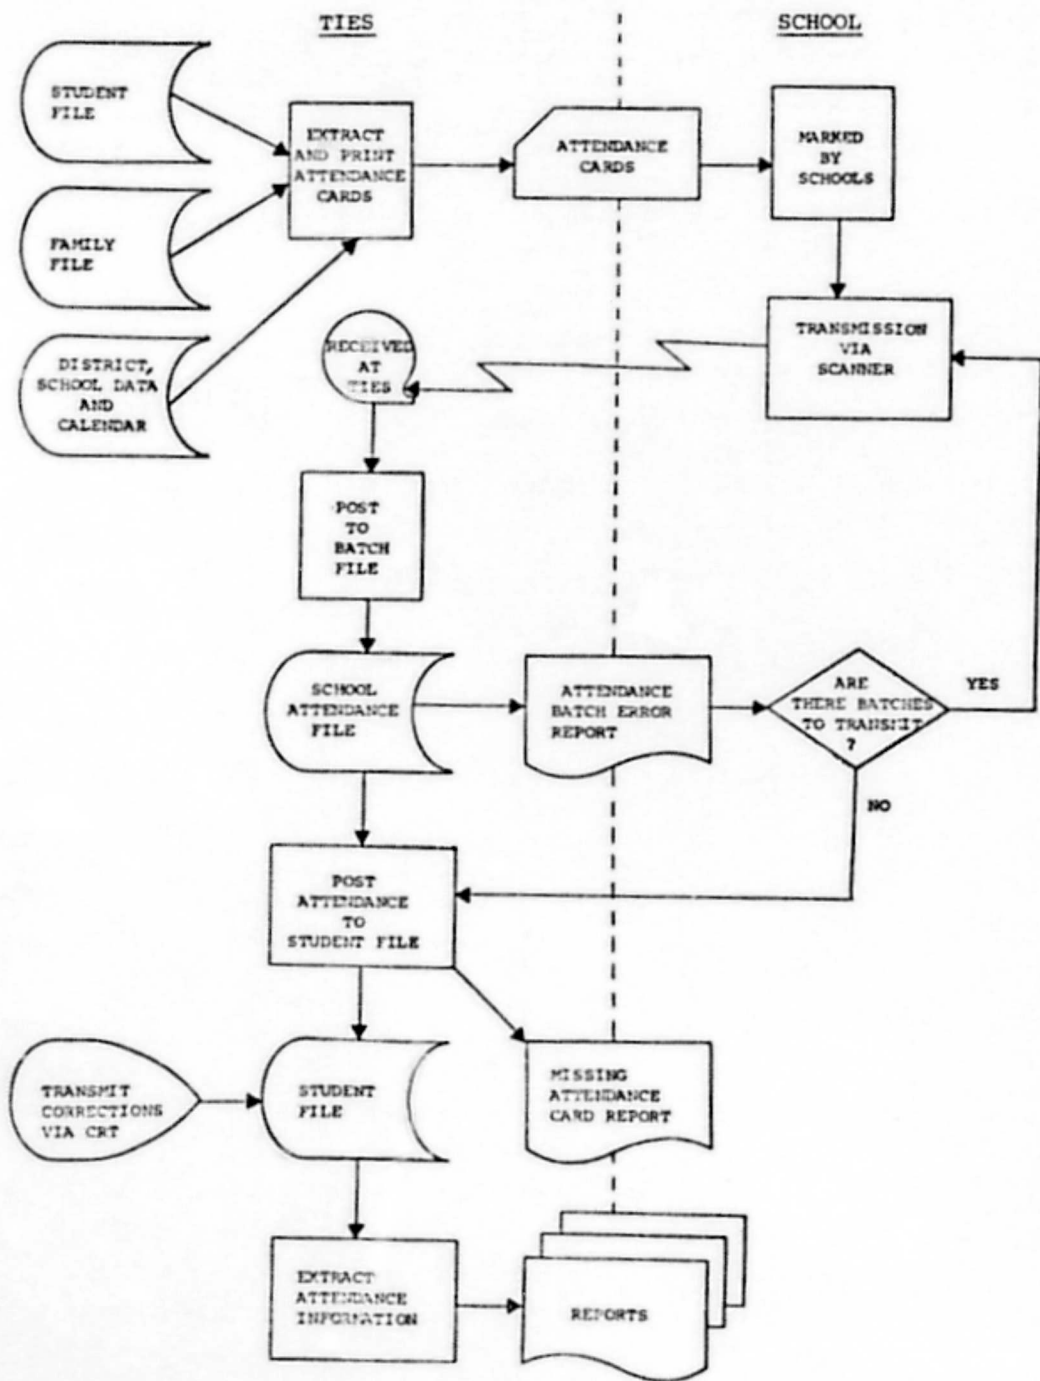 TIES
SCHOOL
STUDENT
FILE
EXTRACT
AND PRINT
ATTENDANCE
CARDS
ATTENDANCE
CARDS
MARKED
BY
SCHOOLS
FAMILY
FILE
DISTRICT,
SCHOOL DATA
AND
CALENDAR
RECEIVED
AT
TIES
TRANSMISSION
VIA
SCANNER
POST
TO
BATCH
FILE
SCHOOL
ATTENDANCE
FILE
ATTENDANCE
BATCH ERROR
REPORT
ARE
THERE BATCHES
TO TRANSMIT
?
YES
NO
POST
ATTENDANCE
TO
STUDENT FILE
TRANSMIT
CORRECTIONS
VIA CRT
STUDENT
FILE
MISSING
ATTENDANCE
CARD REPORT
EXTRACT
ATTENDANCE
INFORMATION
REPORTS